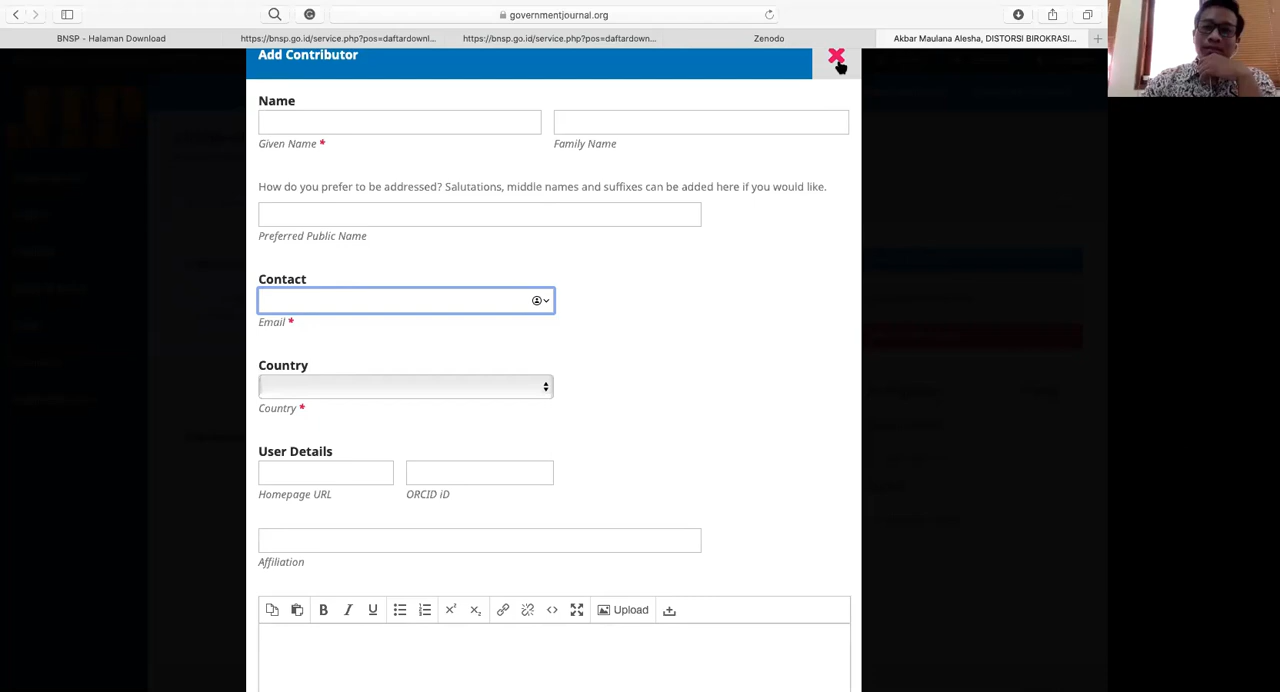 governmentjournal.org
BNSP - Halaman Download
https://bnsp.go.id/service.php?pos=daftardownl...
https://bnsp.go.id/service.php?pos=daftardown...
Zenodo
Akbar Maulana Alesha, DISTORSI BIROKRASI...
Add Contributor
Name
Given Name *
Family Name
How do you prefer to be addressed? Salutations, middle names and suffixes can be added here if you would like.
Preferred Public Name
Contact
Email *
Country
Country *
User Details
Homepage URL
ORCID iD
Affiliation
B I U x² x₂ Upload